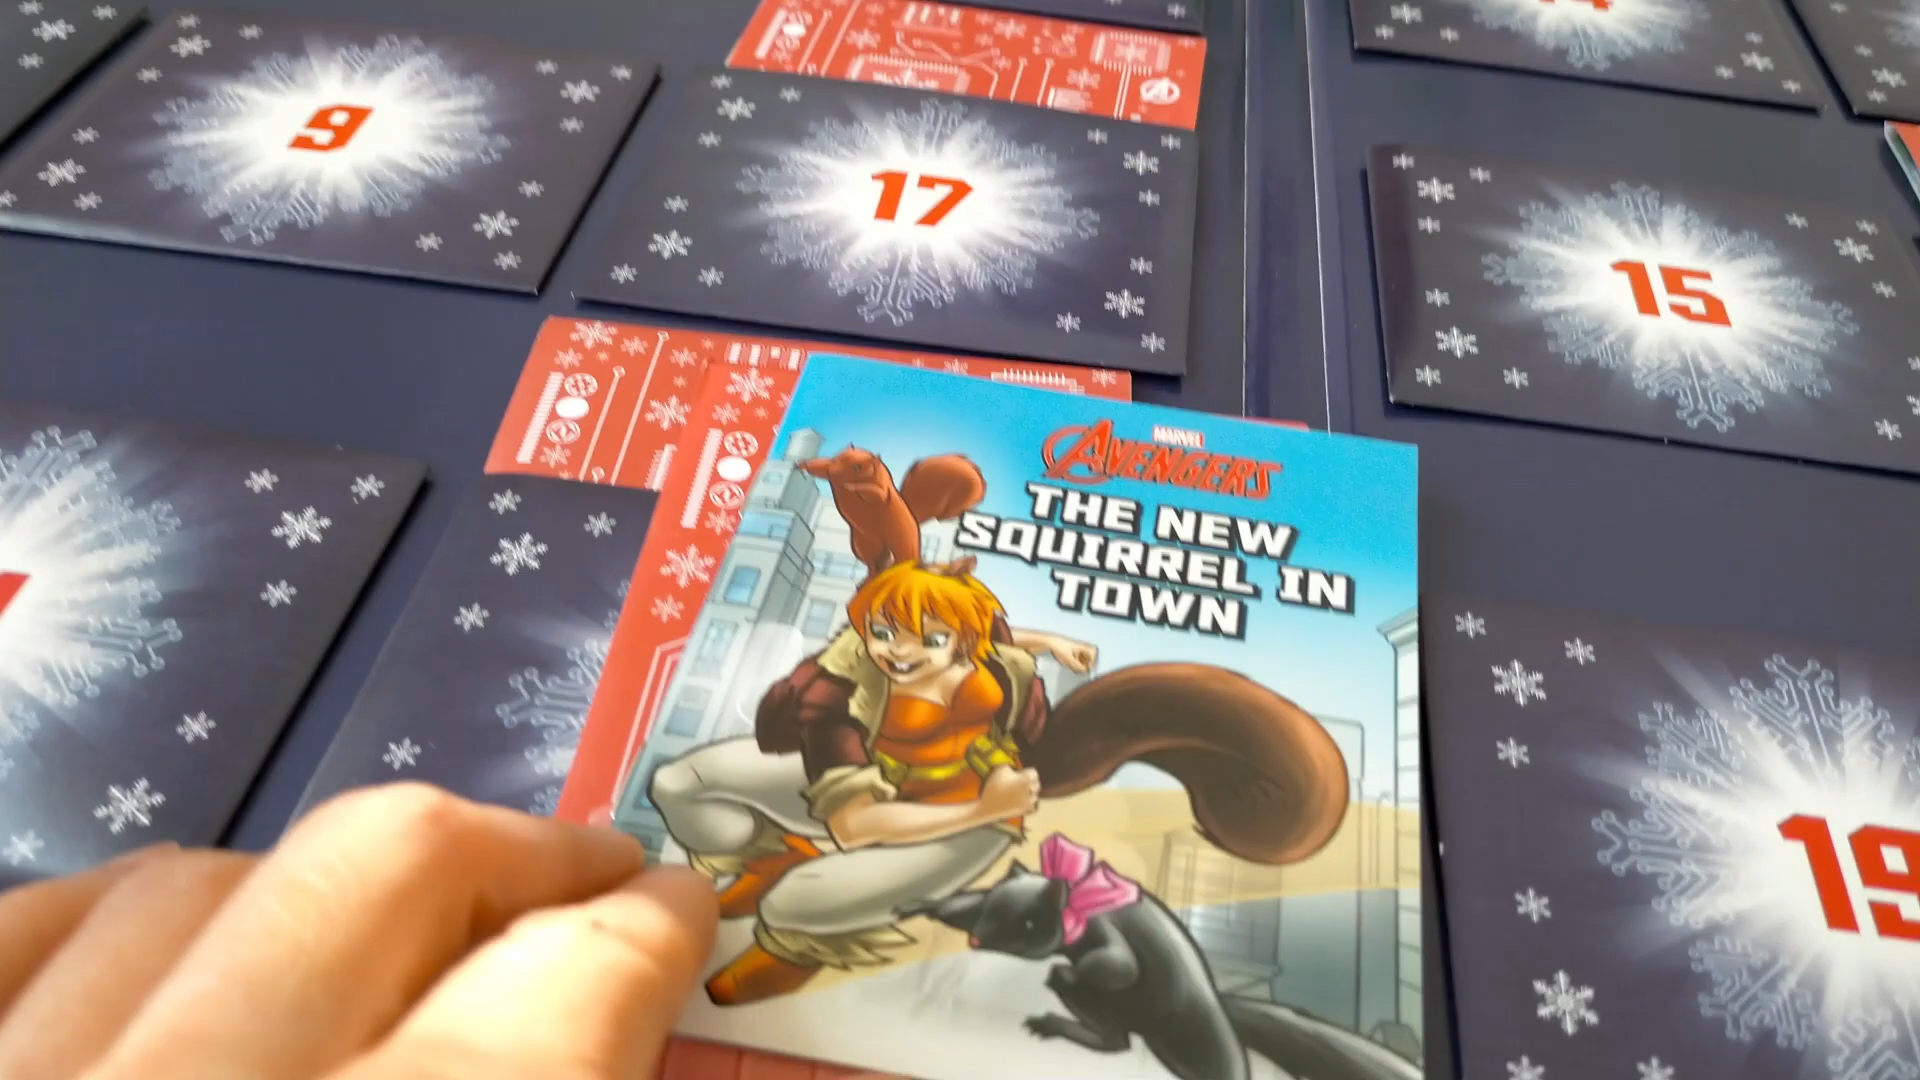 9
17
15
MARVEL
AVENGERS
THE NEW
SQUIRREL IN
TOWN
19